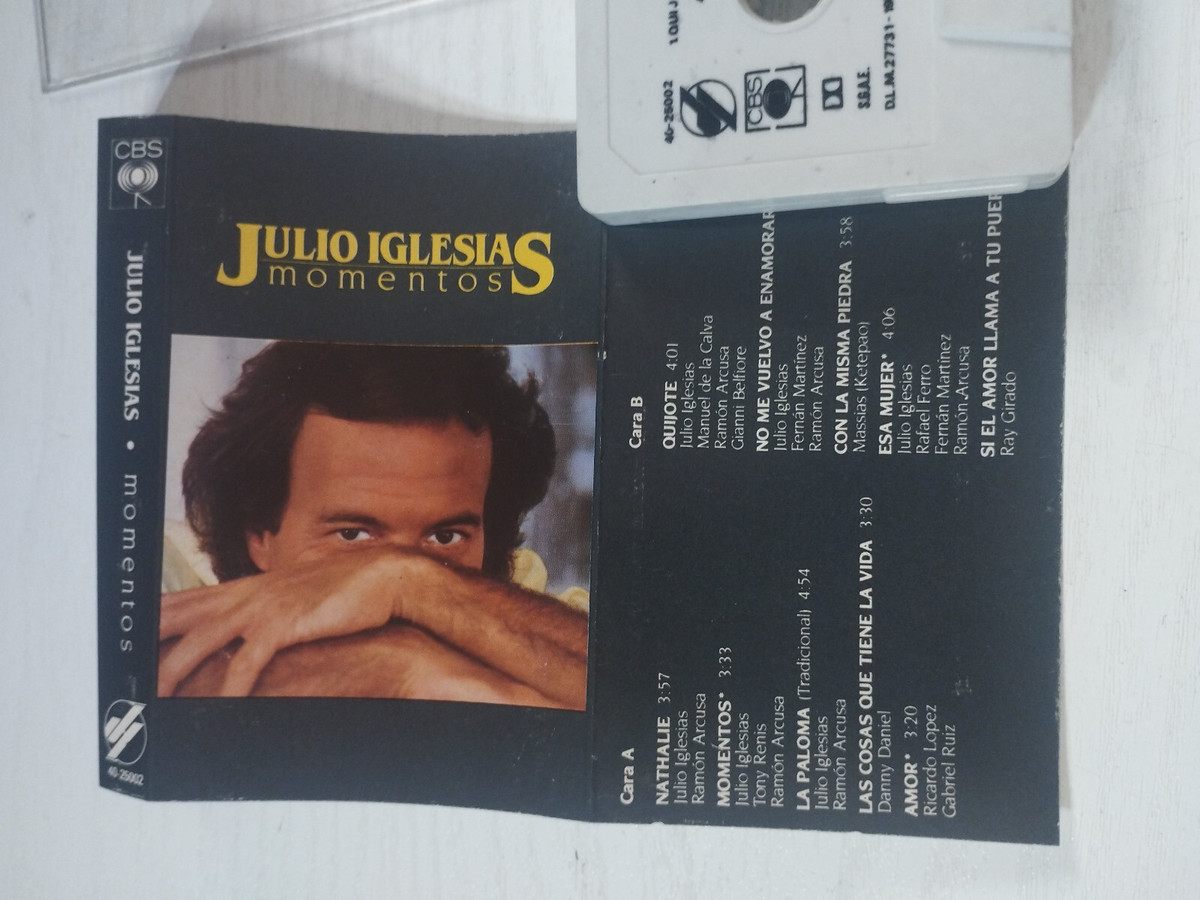 CBS
JULIO IGLESIAS • momentos
40-25002
JULIO IGLESIAS
momentos
Cara A
NATHALIE 3:57
Julio Iglesias
Ramón Arcusa
MOMENTOS* 3:33
Julio Iglesias
Tony Renis
Ramón Arcusa
LA PALOMA (Tradicional) 4:54
Julio Iglesias
Ramón Arcusa
LAS COSAS QUE TIENE LA VIDA 3:30
Danny Daniel
AMOR* 3:20
Ricardo Lopez
Gabriel Ruiz
Cara B
QUIJOTE 4:01
Julio Iglesias
Manuel de la Calva
Ramón Arcusa
Gianni Belfiore
NO ME VUELVO A ENAMORAR
Julio Iglesias
Fernán Martínez
Ramón Arcusa
CON LA MISMA PIEDRA 3:58
Massias (Ketepao)
ESA MUJER* 4:06
Julio Iglesias
Rafael Ferro
Fernán Martinez
Ramón Arcusa
SI EL AMOR LLAMA A TU
Ray Girado
40-25002
CBS
S.G.A.E.
D.L.M.27731-